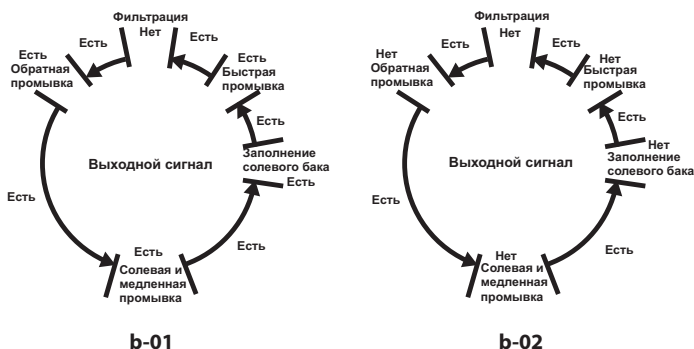 Фильтрация
Нет
Есть
Есть
Есть
Обратная
промывка
Есть
Быстрая
промывка
Есть
Выходной сигнал
Заполнение
солевого бака
Есть
Есть
Есть
Есть
Солевая и
медленная
промывка
b-01
Фильтрация
Нет
Есть
Есть
Нет
Обратная
промывка
Нет
Быстрая
промывка
Есть
Нет
Выходной сигнал
Заполнение
солевого бака
Есть
Есть
Нет
Солевая и
медленная
промывка
b-02